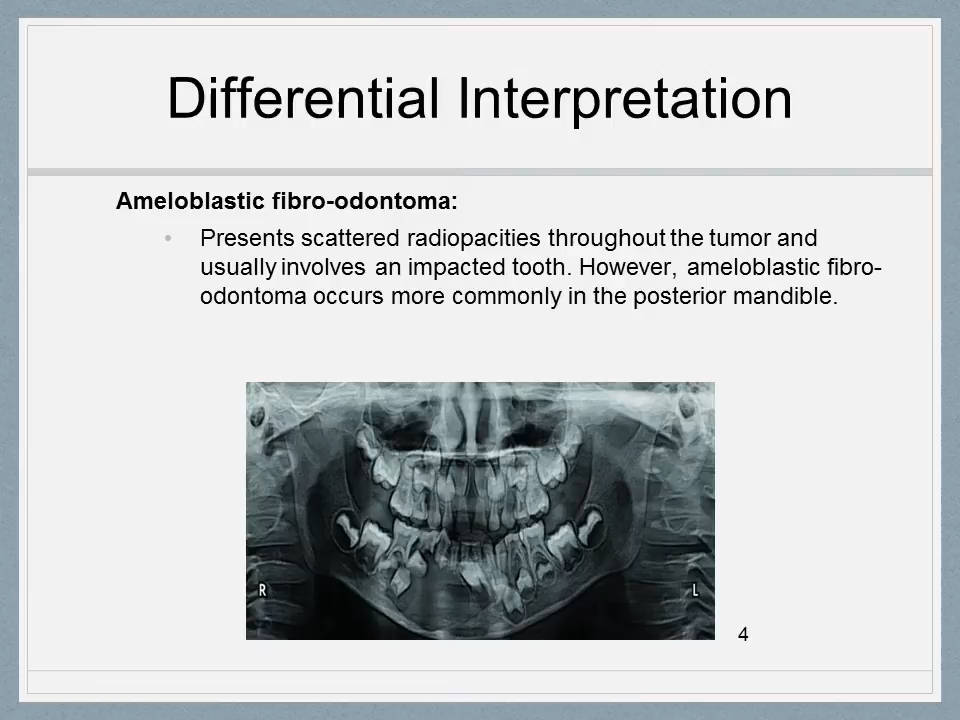 Differential Interpretation
Ameloblastic fibro-odontoma:
• Presents scattered radiopacities throughout the tumor and
usually involves an impacted tooth. However, ameloblastic fibro-
odontoma occurs more commonly in the posterior mandible.
R L
4